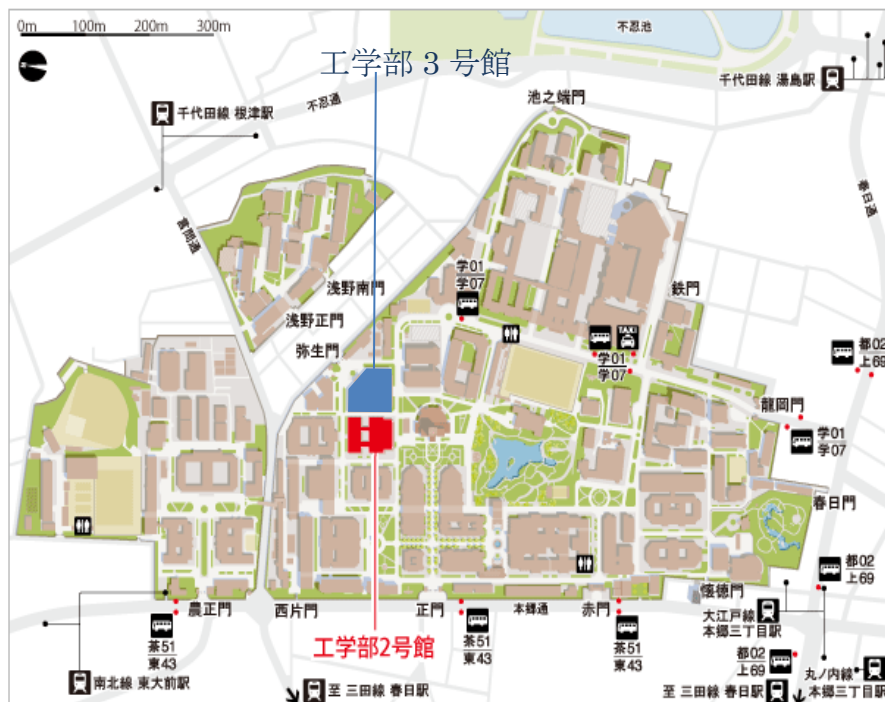 0m 100m 200m 300m
不忍池
工学部 3 号館
千代田線 湯島駅
池之端門
不忍通
千代田線 根津駅
春日通
言問通
学01
学07
浅野南門
鉄門
浅野正門
TAXI
弥生門
学01
学07
都02
上69
龍岡門
学01
学07
春日門
都02
上69
懐徳門
農正門
西片門
正門
本郷通
赤門
大江戸線
本郷三丁目駅
茶51
東43
工学部2号館
茶51
東43
茶51
東43
都02
上69
丸ノ内線
本郷三丁目駅
南北線 東大前駅
至 三田線 春日駅
至 三田線 春日駅